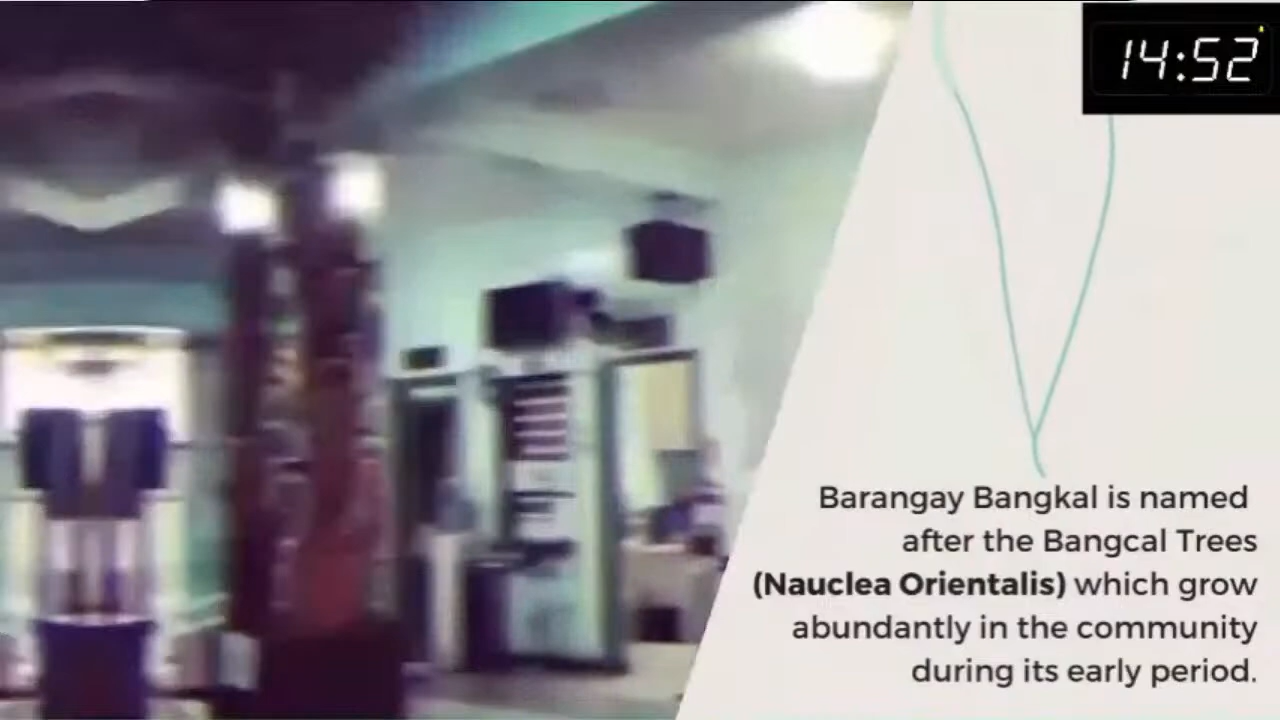 14:52
Barangay Bangkal is named
after the Bangcal Trees
(Nauclea Orientalis) which grow
abundantly in the community
during its early period.